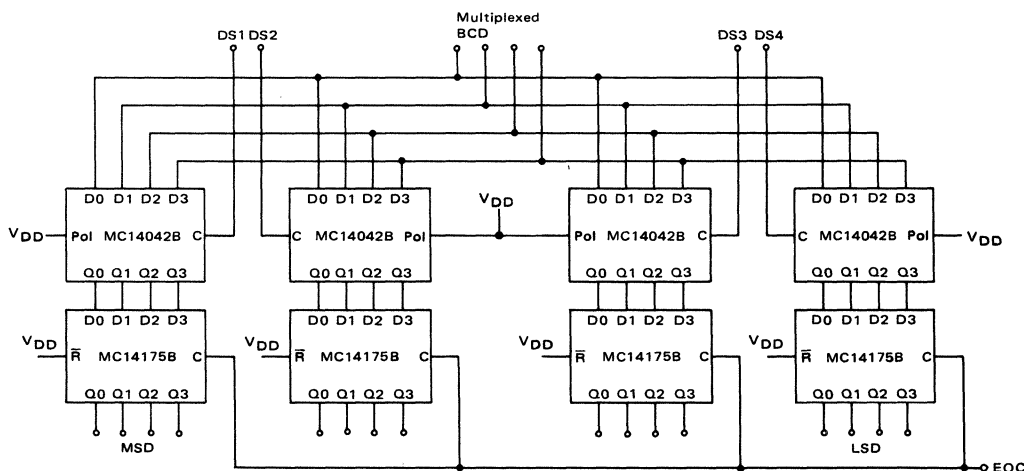 Multiplexed
DS1 DS2 BCD DS3 DS4
D0 D1 D2 D3 D0 D1 D2 D3 D0 D1 D2 D3 D0 D1 D2 D3
VDD
VDD Pol MC14042B C C MC14042B Pol Pol MC14042B C C MC14042B Pol VDD
Q0 Q1 Q2 Q3 Q0 Q1 Q2 Q3 Q0 Q1 Q2 Q3 Q0 Q1 Q2 Q3
D0 D1 D2 D3 D0 D1 D2 D3 D0 D1 D2 D3 D0 D1 D2 D3
VDD R̅ MC14175B C VDD R̅ MC14175B C VDD R̅ MC14175B C VDD R̅ MC14175B C
Q0 Q1 Q2 Q3 Q0 Q1 Q2 Q3 Q0 Q1 Q2 Q3 Q0 Q1 Q2 Q3
MSD LSD
EOC